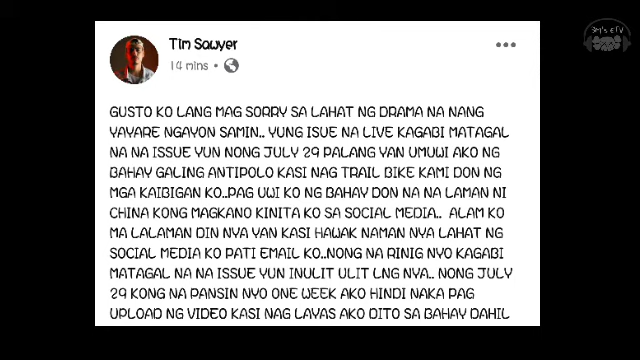 3M's ETV
Tim Sawyer
14 mins •
GUSTO KO LANG MAG SORRY SA LAHAT NG DRAMA NA NANG
YAYARE NGAYON SAMIN.. YUNG ISUE NA LIVE KAGABI MATAGAL
NA NA ISSUE YUN NONG JULY 29 PALANG YAN UMUWI AKO NG
BAHAY GALING ANTIPOLO KASI NAG TRAIL BIKE KAMI DON NG
MGA KAIBIGAN KO..PAG UWI KO NG BAHAY DON NA NA LAMAN NI
CHINA KONG MAGKANO KINITA KO SA SOCIAL MEDIA.. ALAM KO
MA LALAMAN DIN NYA YAN KASI HAWAK NAMAN NYA LAHAT NG
SOCIAL MEDIA KO PATI EMAIL KO..NONG NA RINIG NYO KAGABI
MATAGAL NA NA ISSUE YUN INULIT ULIT LNG NYA.. NONG JULY
29 KONG NA PANSIN NYO ONE WEEK AKO HINDI NAKA PAG
UPLOAD NG VIDEO KASI NAG LAYAS AKO DITO SA BAHAY DAHIL